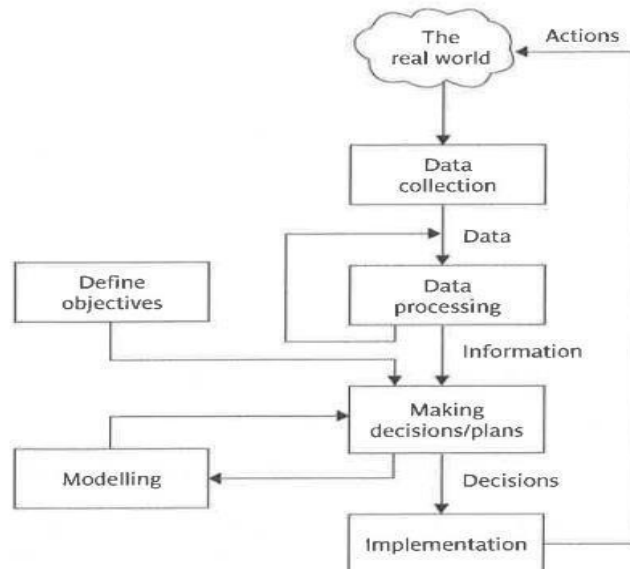 The
real world
Actions
Data
collection
Data
Define
objectives
Data
processing
Information
Making
decisions/plans
Modelling
Decisions
Implementation